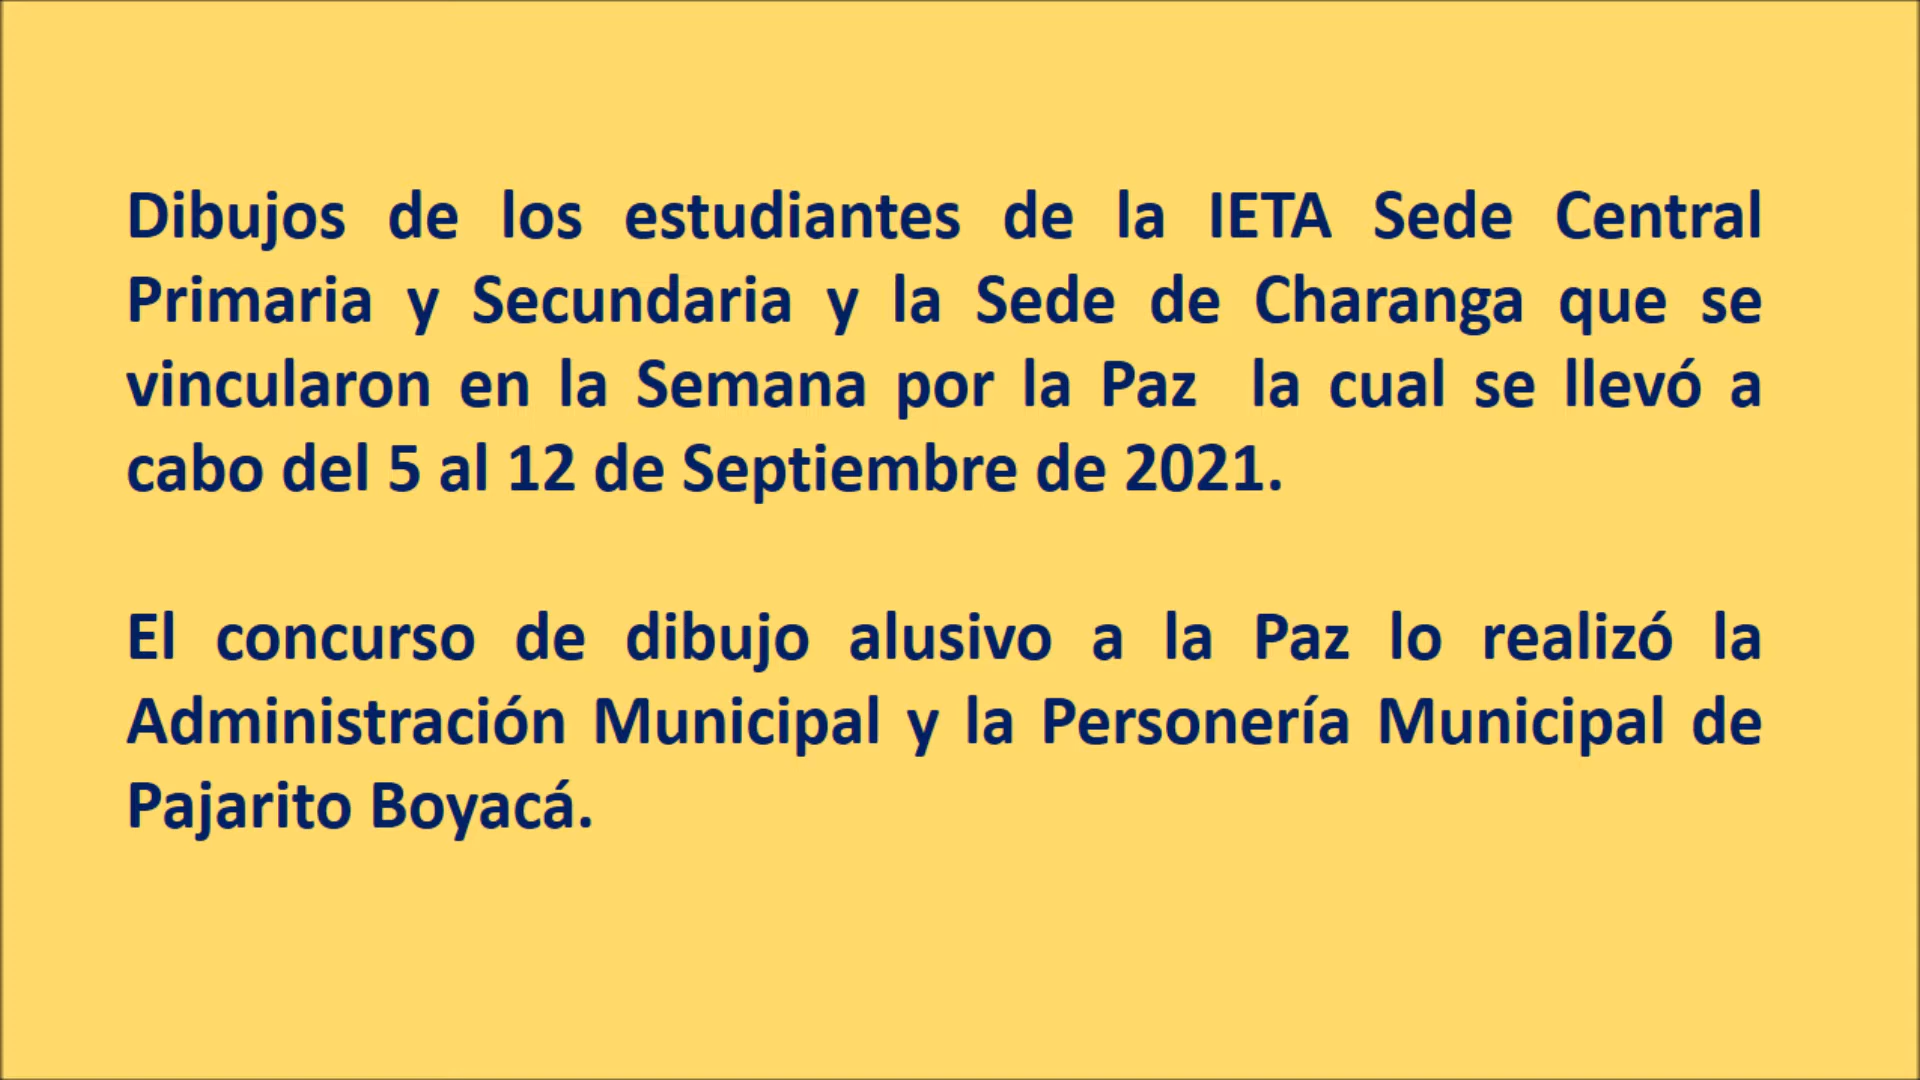 Dibujos de los estudiantes de la IETA Sede Central
Primaria y Secundaria y la Sede de Charanga que se
vincularon en la Semana por la Paz  la cual se llevó a
cabo del 5 al 12 de Septiembre de 2021.
El concurso de dibujo alusivo a la Paz lo realizó la
Administración Municipal y la Personería Municipal de
Pajarito Boyacá.